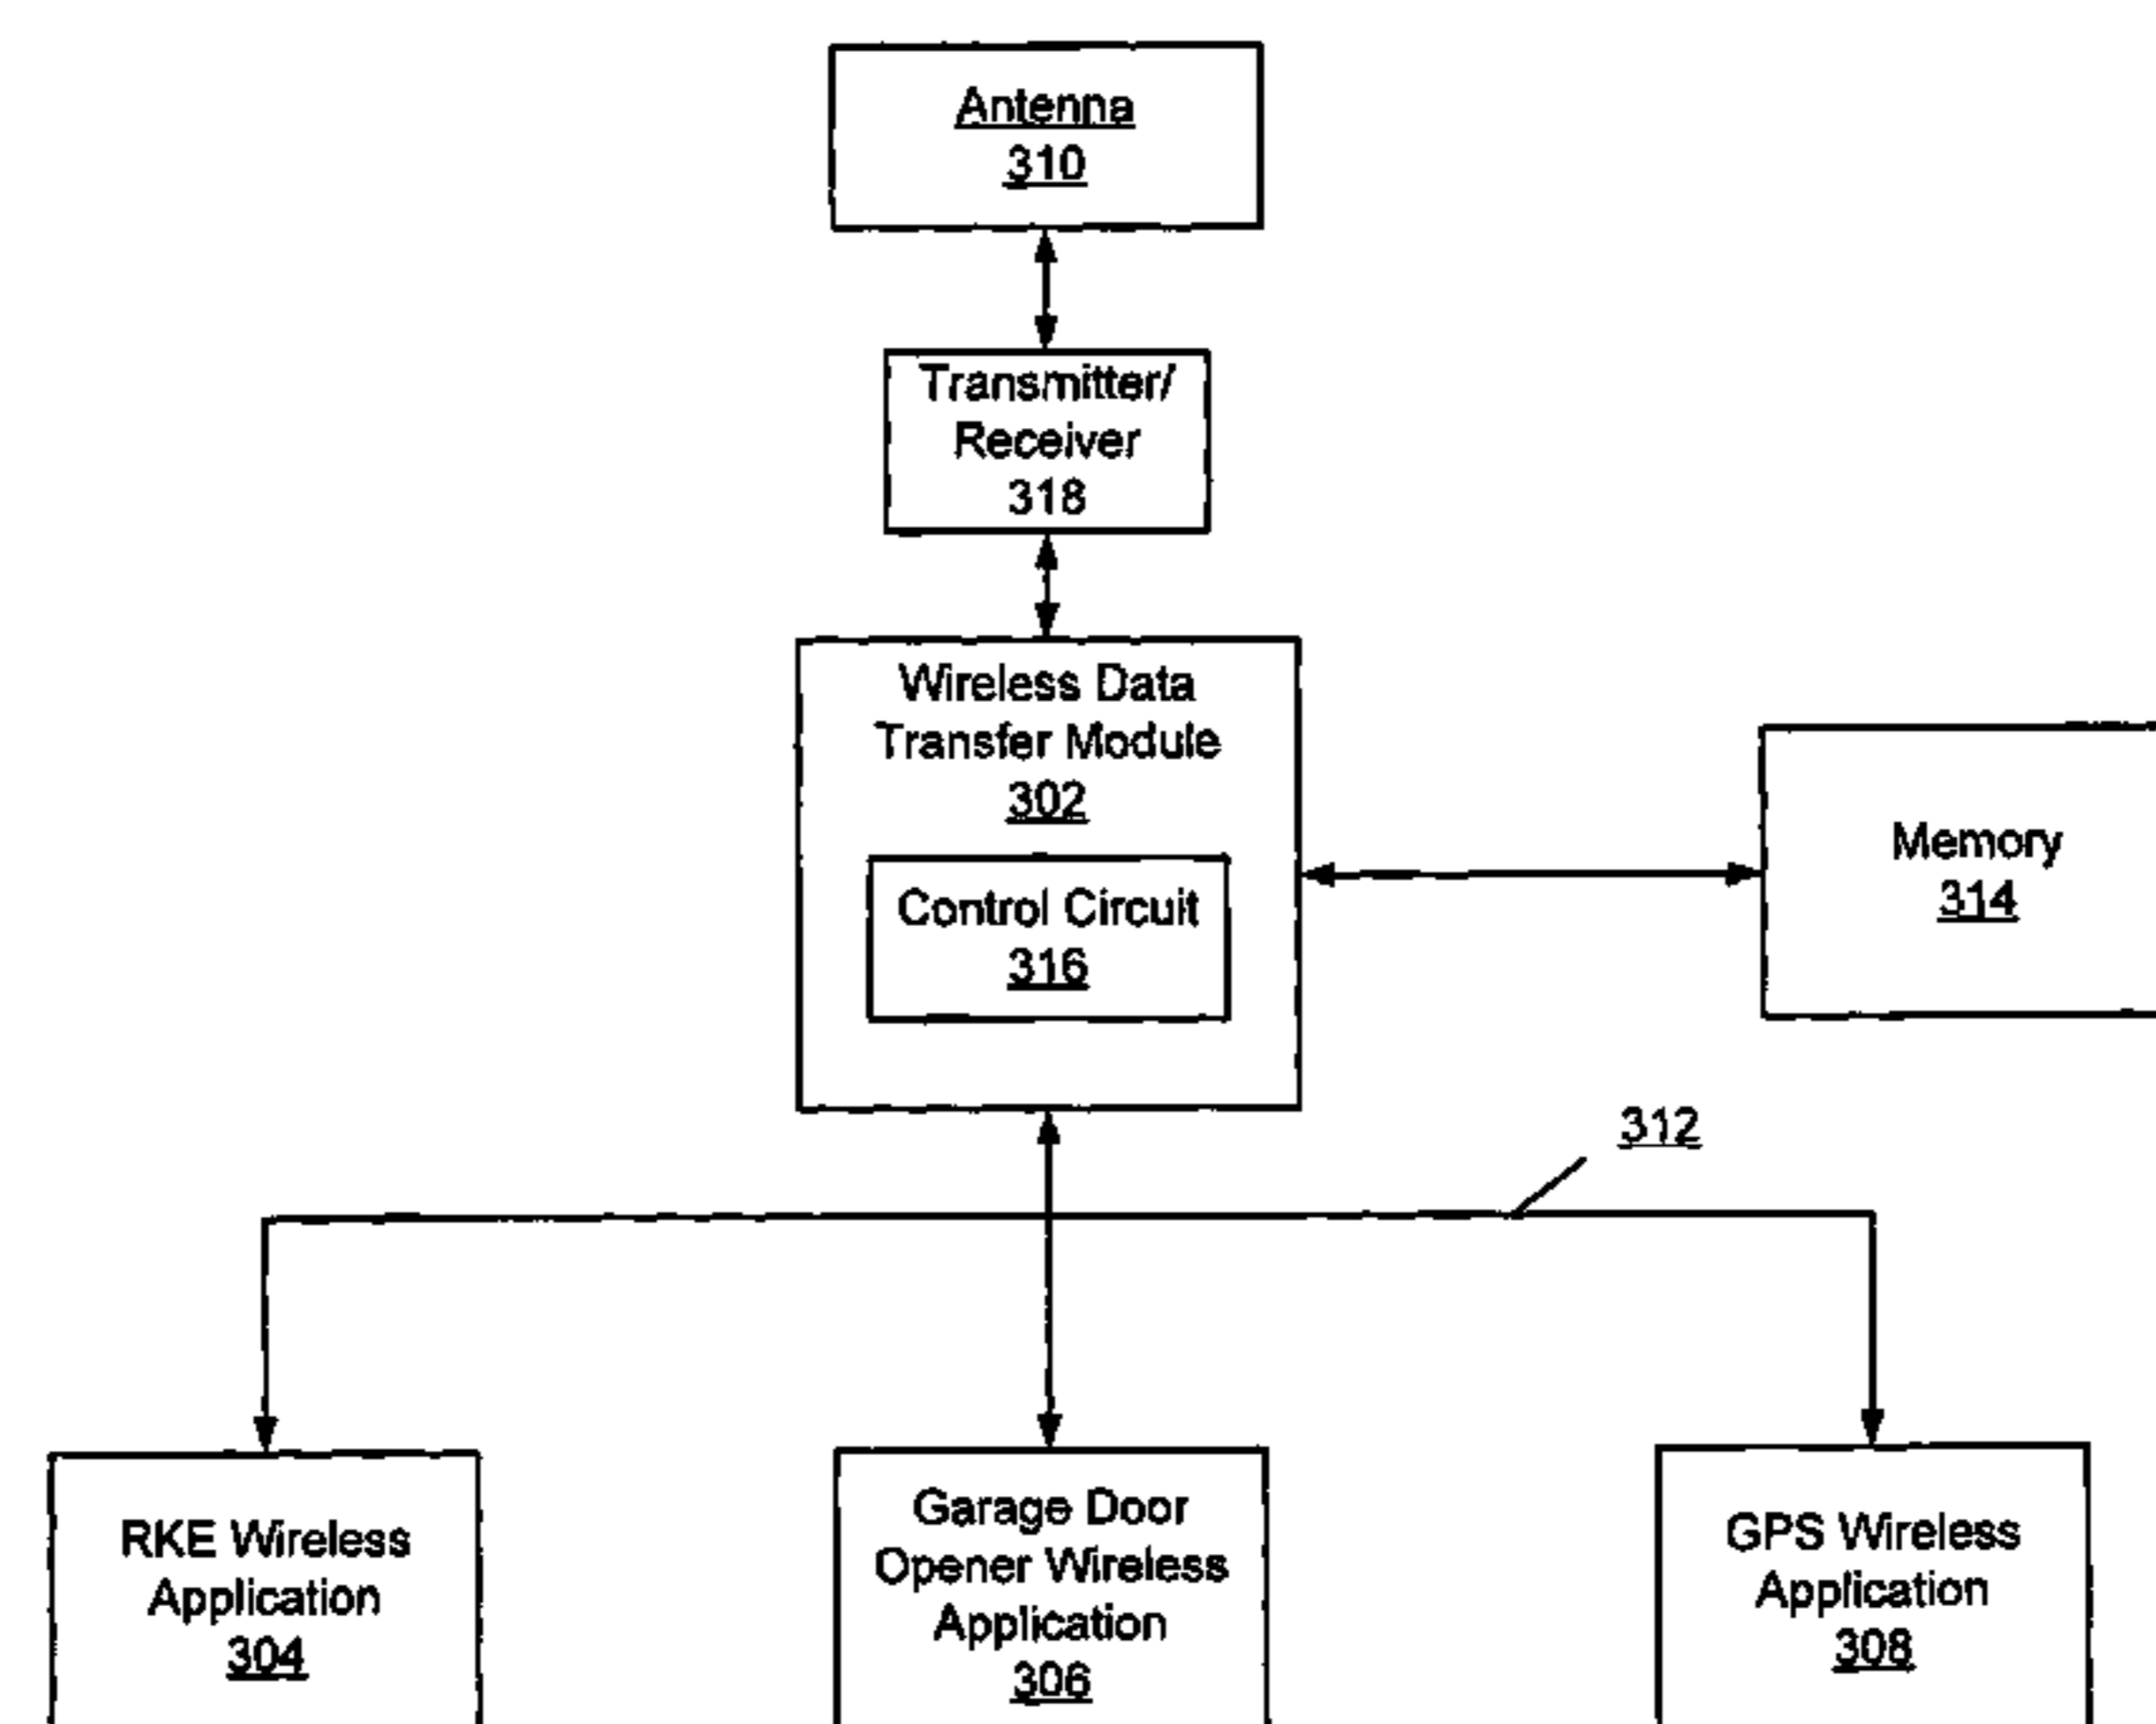 Antenna
310
Transmitter/
Receiver
318
Wireless Data
Transfer Module
302
Control Circuit
316
Memory
314
312
RKE Wireless
Application
304
Garage Door
Opener Wireless
Application
306
GPS Wireless
Application
308